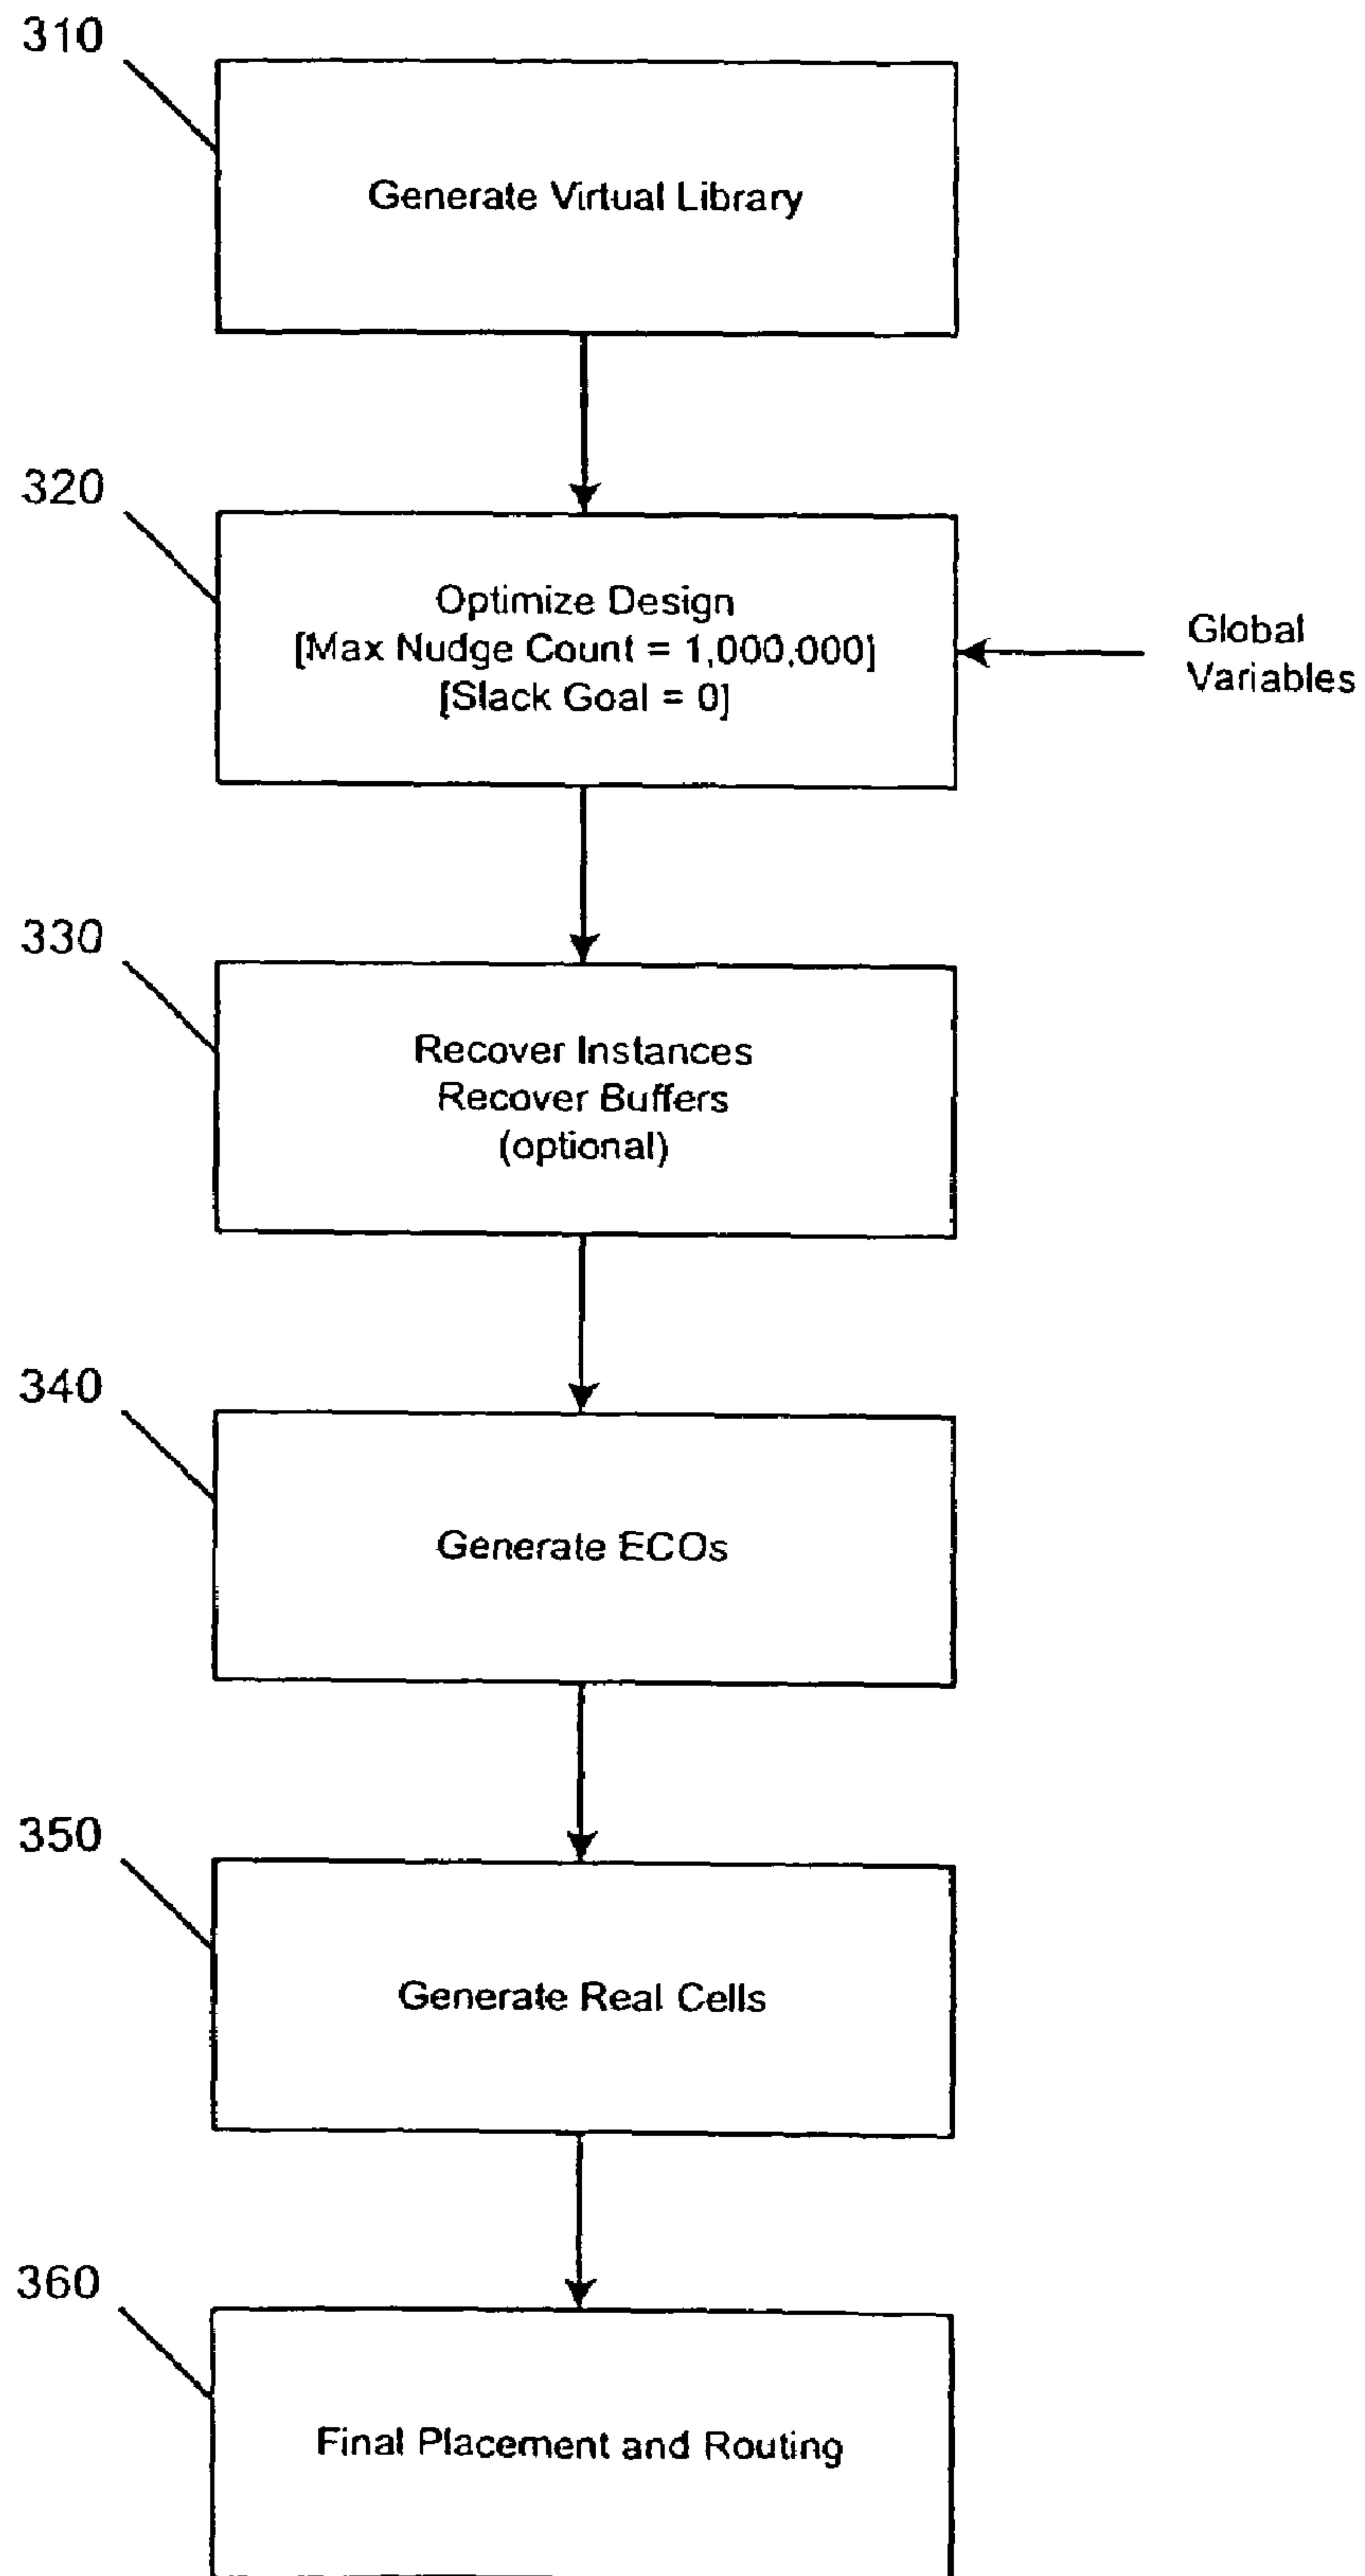 310
Generate Virtual Library
320
Optimize Design
[Max Nudge Count = 1,000,000]
[Slack Goal = 0]
Global
Variables
330
Recover Instances
Recover Buffers
(optional)
340
Generate ECOs
350
Generate Real Cells
360
Final Placement and Routing